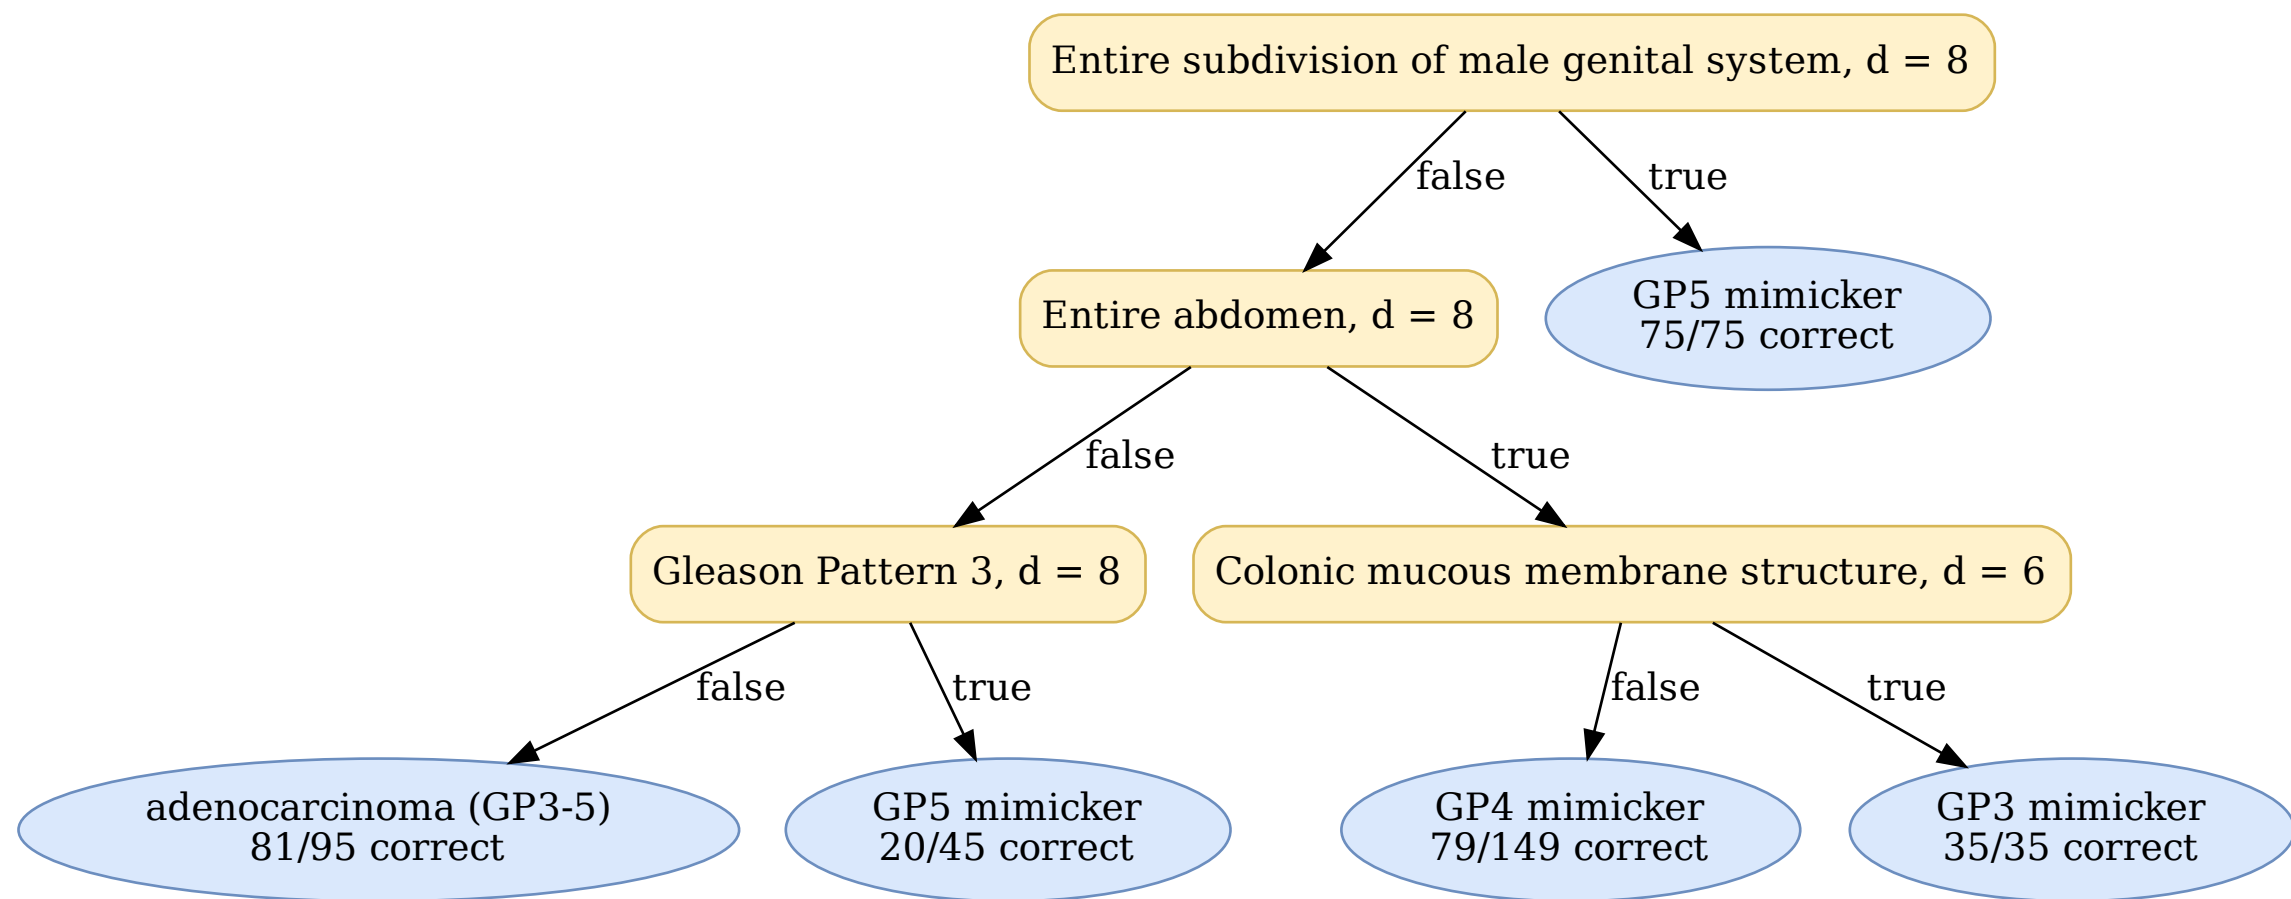 Entire subdivision of male genital system, d = 8
false
true
Entire abdomen, d = 8
GP5 mimicker
75/75 correct
false
true
Gleason Pattern 3, d = 8
Colonic mucous membrane structure, d = 6
false
true
false
true
adenocarcinoma (GP3-5)
81/95 correct
GP5 mimicker
20/45 correct
GP4 mimicker
79/149 correct
GP3 mimicker
35/35 correct